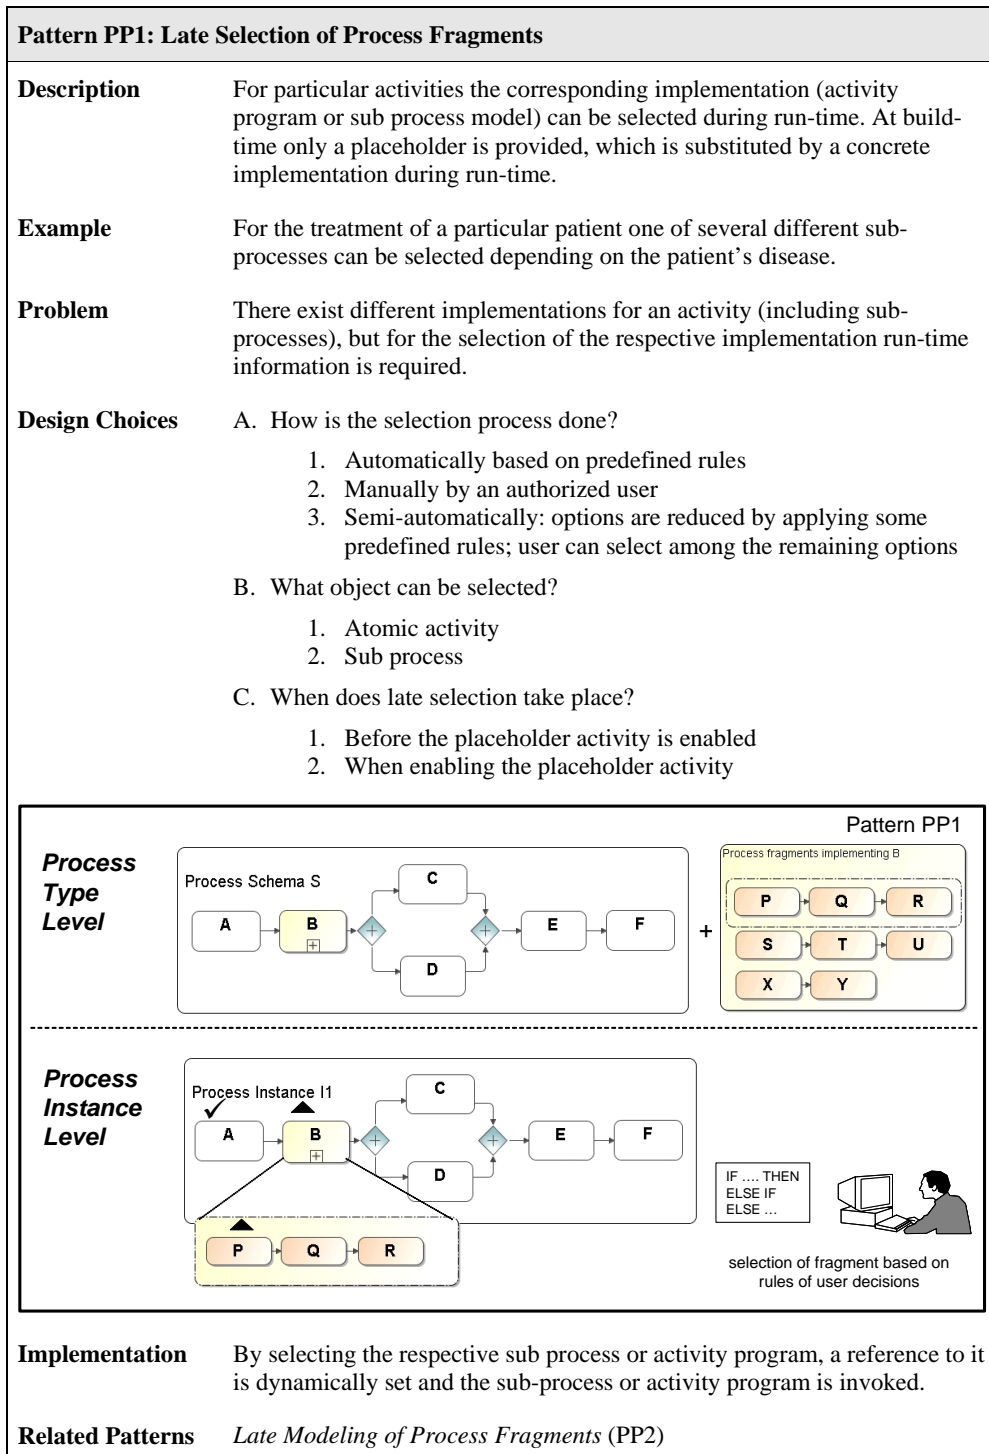 Pattern PP1: Late Selection of Process Fragments
Description
For particular activities the corresponding implementation (activity
program or sub process model) can be selected during run-time. At build-
time only a placeholder is provided, which is substituted by a concrete
implementation during run-time.
Example
For the treatment of a particular patient one of several different sub-
processes can be selected depending on the patient's disease.
Problem
There exist different implementations for an activity (including sub-
processes), but for the selection of the respective implementation run-time
information is required.
Design Choices
A. How is the selection process done?
1. Automatically based on predefined rules
2. Manually by an authorized user
3. Semi-automatically: options are reduced by applying some
predefined rules; user can select among the remaining options
B. What object can be selected?
1. Atomic activity
2. Sub process
C. When does late selection take place?
1. Before the placeholder activity is enabled
2. When enabling the placeholder activity
Pattern PP1
Process
Type
Level
Process Schema S
A
B
C
D
E
F
+
Process fragments implementing B
P
Q
R
S
T
U
X
Y
Process
Instance
Level
Process Instance I1
A
B
C
D
E
F
P
Q
R
IF .... THEN
ELSE IF
ELSE ...
selection of fragment based on
rules of user decisions
Implementation
By selecting the respective sub process or activity program, a reference to it
is dynamically set and the sub-process or activity program is invoked.
Related Patterns
Late Modeling of Process Fragments (PP2)